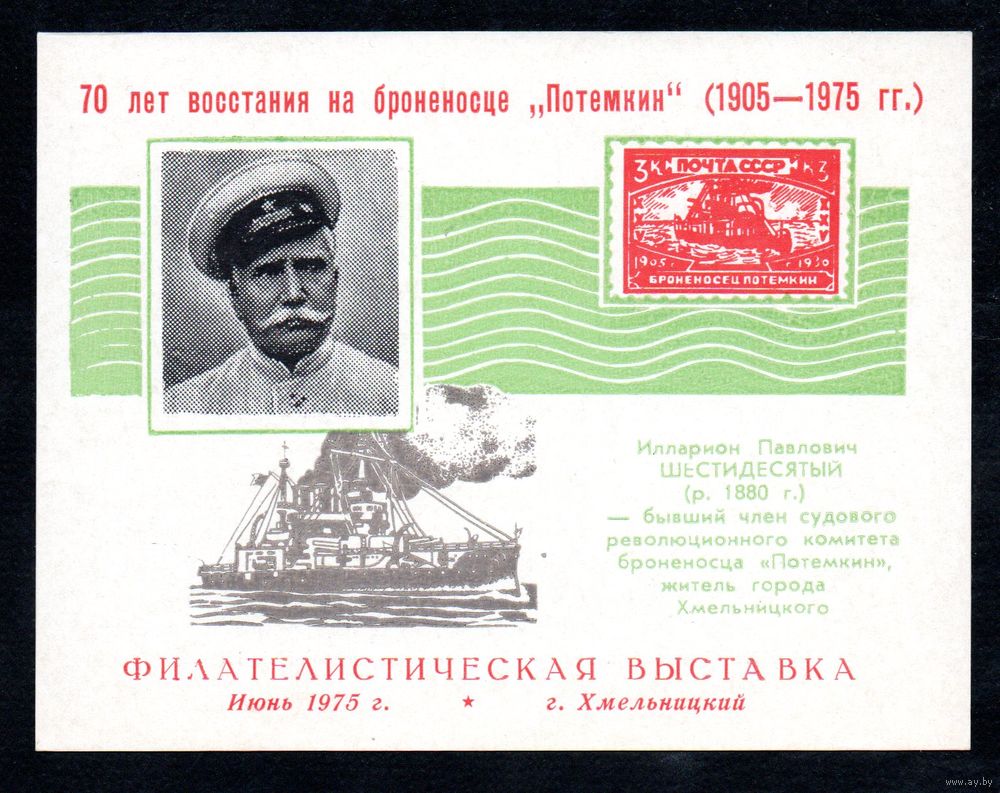 70 лет восстания на броненосце „Потемкин“ (1905—1975 гг.)
3к ПОЧТА СССР к3
1905 г. 1930
БРОНЕНОСЕЦ ПОТЕМКИН
Илларион Павлович
ШЕСТИДЕСЯТЫЙ
(р. 1880 г.)
— бывший член судового
революционного комитета
броненосца «Потемкин»,
житель города
Хмельницкого
ФИЛАТЕЛИСТИЧЕСКАЯ ВЫСТАВКА
Июнь 1975 г. ★ г. Хмельницкий
www.ay.by